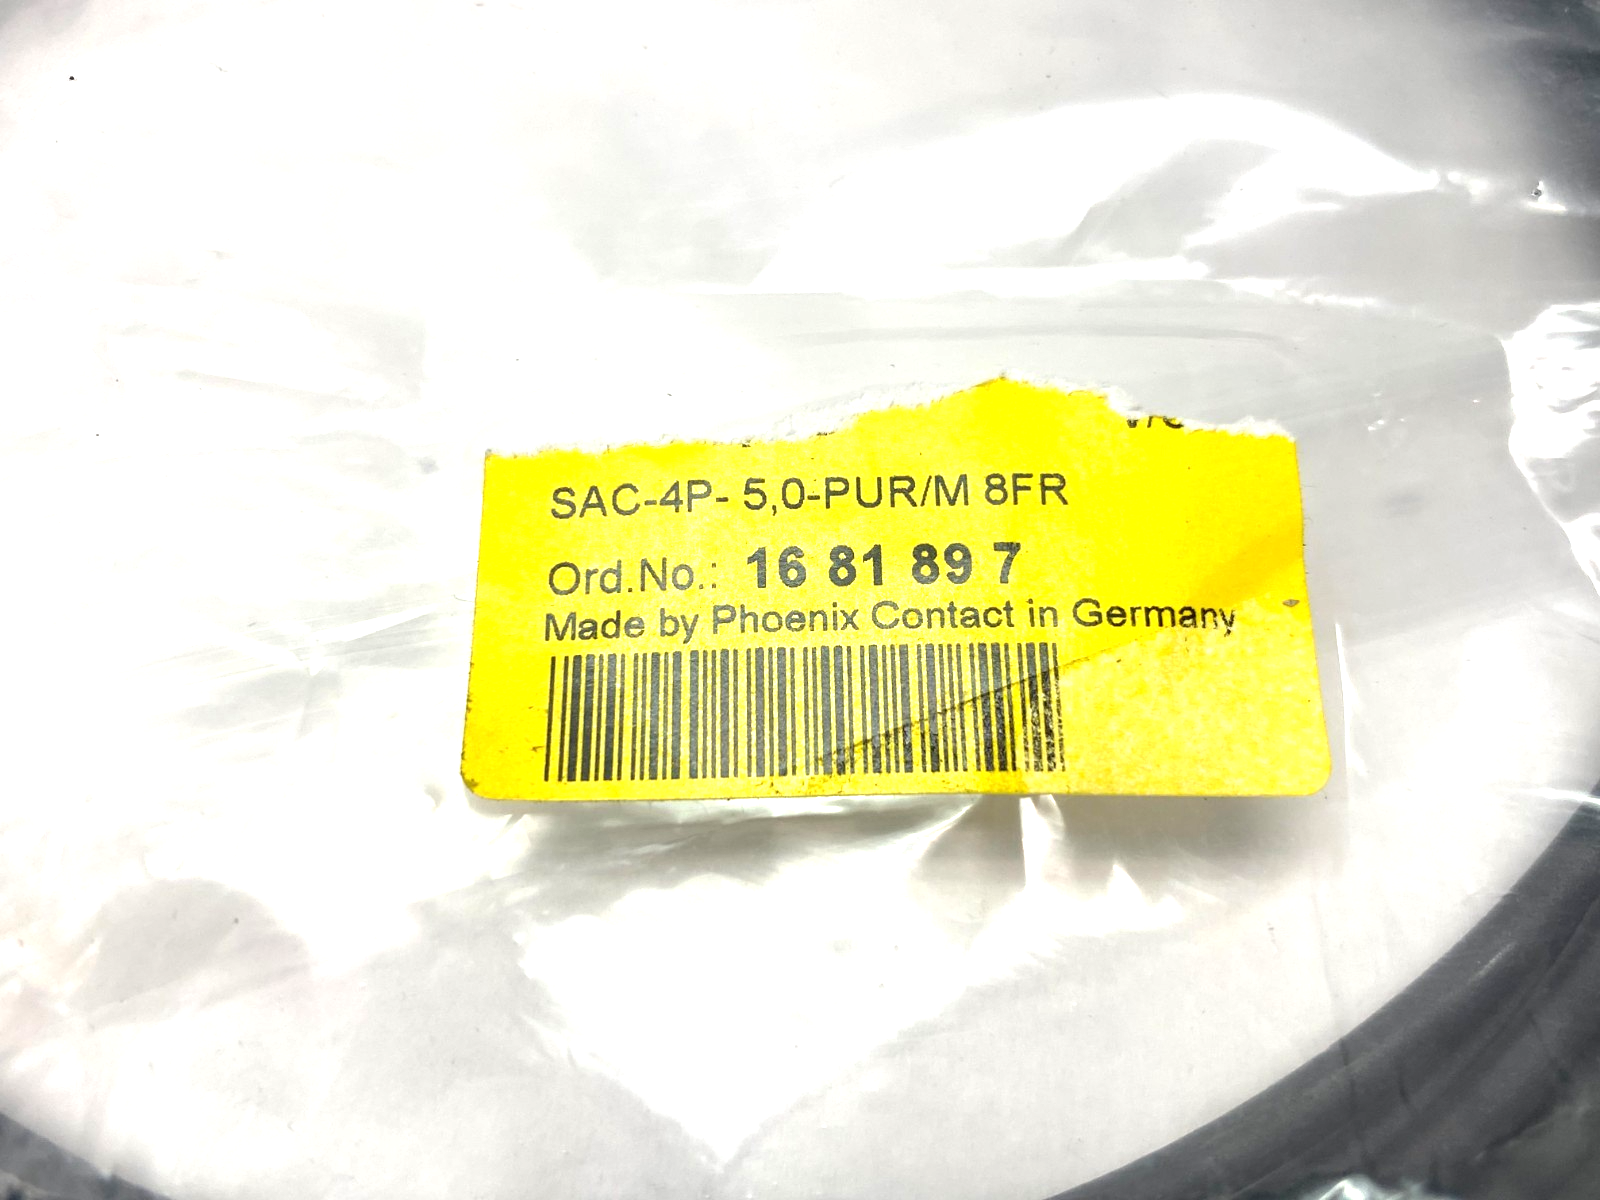 SAC-4P- 5,0-PUR/M 8FR
Ord.No.: 16 81 89 7
Made by Phoenix Contact in Germany